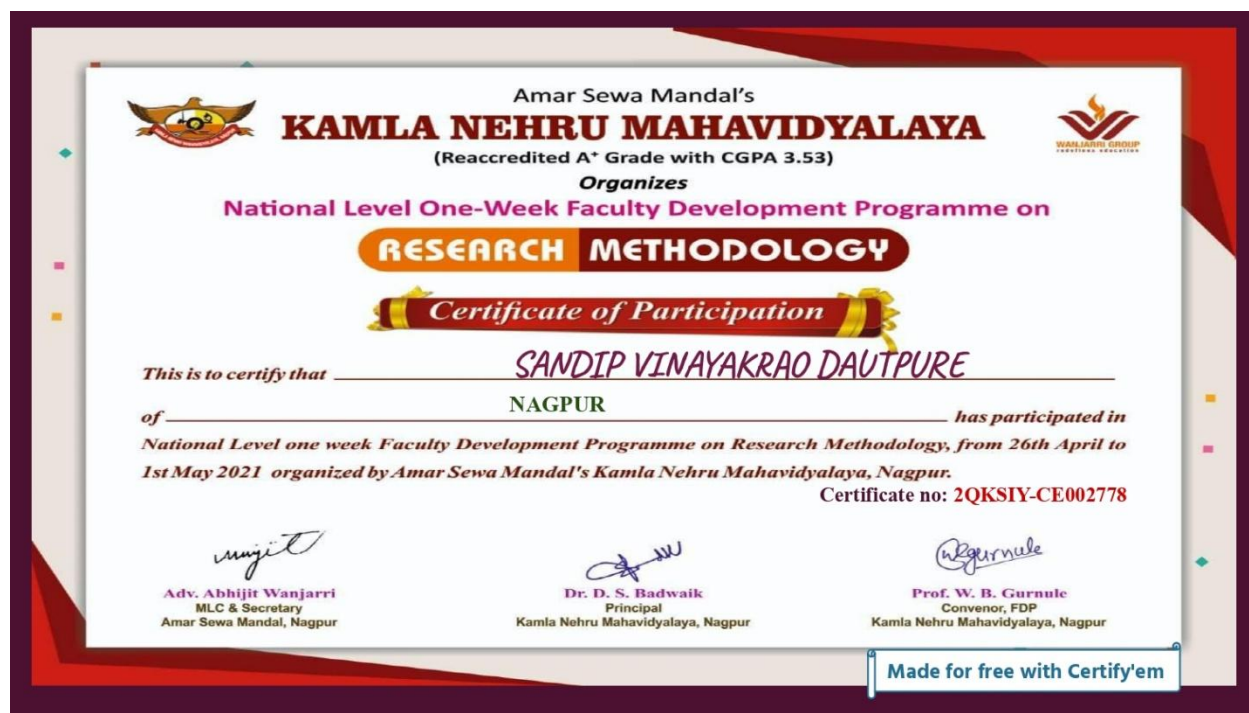 Amar Sewa Mandal's
KAMLA NEHRU MAHAVIDYALAYA
(Reaccredited A⁺ Grade with CGPA 3.53)
WANJARRI GROUP
redefines education
Organizes
National Level One-Week Faculty Development Programme on
RESEARCH METHODOLOGY
Certificate of Participation
This is to certify that SANDIP VINAYAKRAO DAUTPURE
of NAGPUR has participated in
National Level one week Faculty Development Programme on Research Methodology, from 26th April to
1st May 2021 organized by Amar Sewa Mandal's Kamla Nehru Mahavidyalaya, Nagpur.
Certificate no: 2QKSIY-CE002778
Adv. Abhijit Wanjarri
MLC & Secretary
Amar Sewa Mandal, Nagpur
Dr. D. S. Badwaik
Principal
Kamla Nehru Mahavidyalaya, Nagpur
WBGurnule
Prof. W. B. Gurnule
Convenor, FDP
Kamla Nehru Mahavidyalaya, Nagpur
Made for free with Certify'em